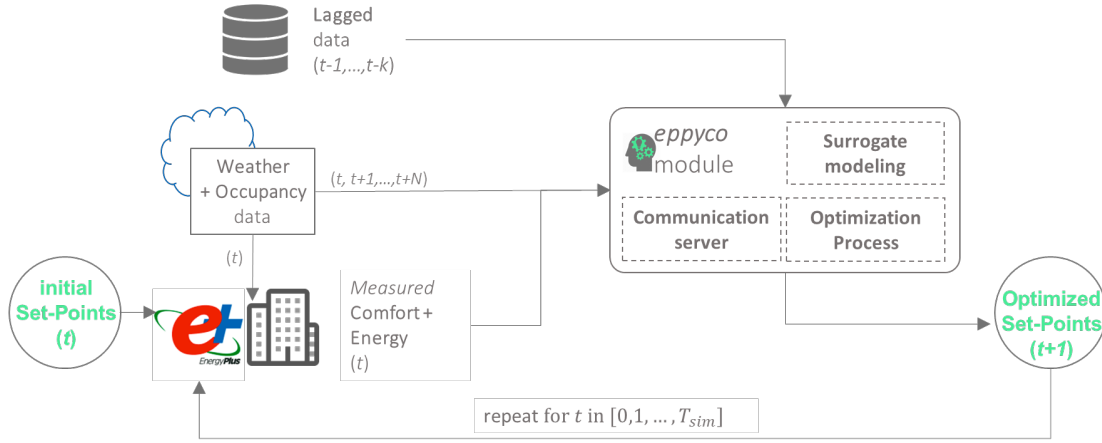 Lagged
data
(t-1,...,t-k)
Weather
+ Occupancy
data
(t, t+1,...,t+N)
(t)
eppyco
module
Surrogate
modeling
Communication
server
Optimization
Process
initial
Set-Points
(t)
e+
EnergyPlus
Measured
Comfort +
Energy
(t)
Optimized
Set-Points
(t+1)
repeat for t in [0,1, … , T_sim]